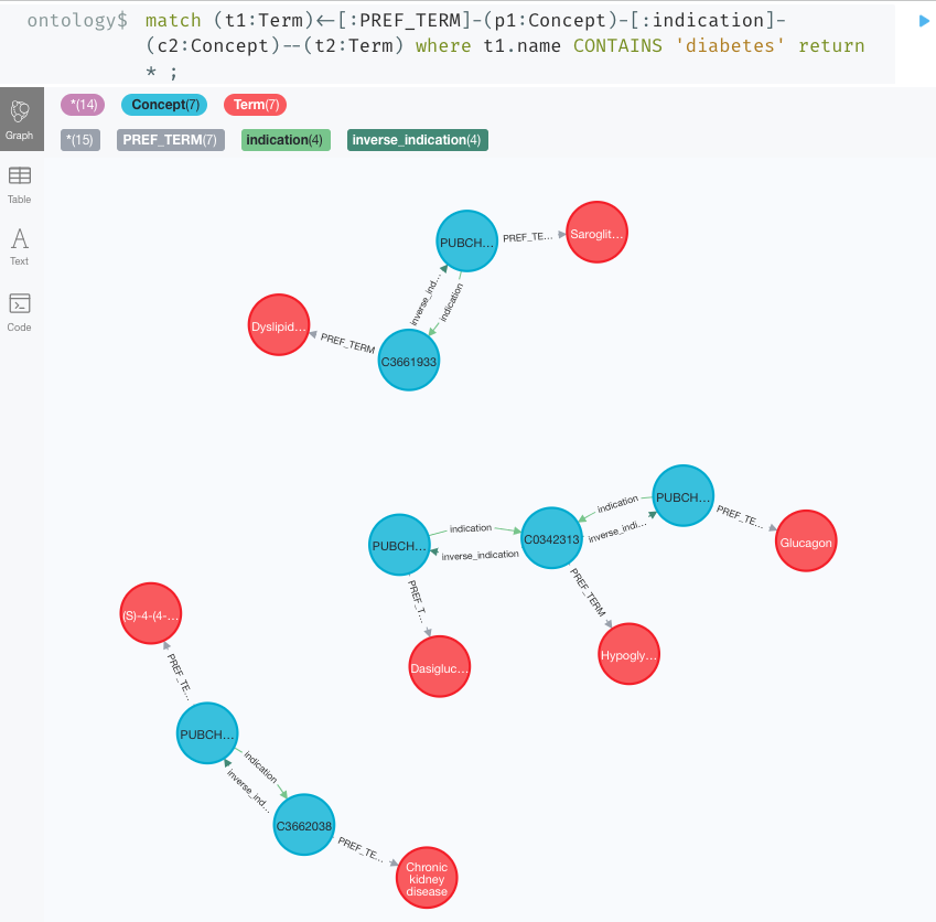 ontology$ match (t1:Term)<-[:PREF_TERM]-(p1:Concept)-[:indication]-
(c2:Concept)--(t2:Term) where t1.name CONTAINS 'diabetes' return
* ;
*(14) Concept(7) Term(7)
*(15) PREF_TERM(7) indication(4) inverse_indication(4)
Graph
Table
Text
Code
PUBCH...
PREF_TE...
Saroglit...
inverse_ind...
indication
Dyslipid...
PREF_TERM
C3661933
PUBCH...
indication
inverse_indi...
PREF_TE...
Glucagon
PUBCH...
indication
inverse_indication
C0342313
PREF_T...
PREF_TERM
Dasigluc...
Hypogly...
(S)-4-(4-...
PREF_TE...
PUBCH...
indication
inverse_ind...
C3662038
PREF_TE...
Chronic
kidney
disease